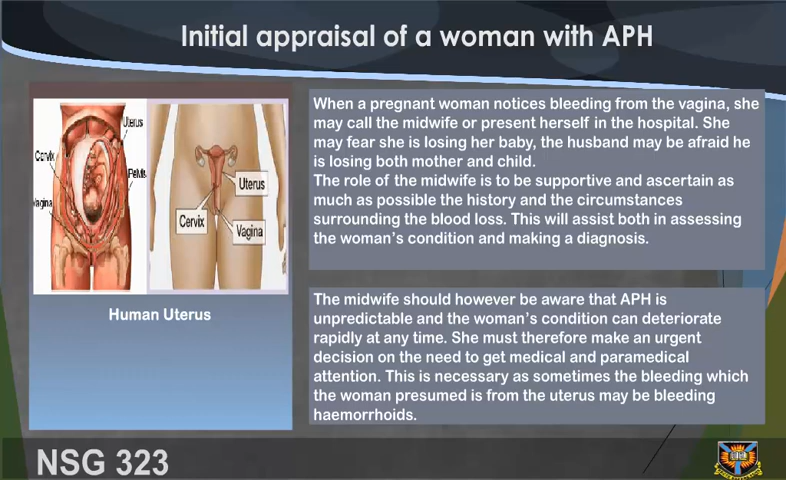 Initial appraisal of a woman with APH
Uterus
Cervix
Pelvis
Vagina
Uterus
Cervix
Vagina
Human Uterus
When a pregnant woman notices bleeding from the vagina, she
may call the midwife or present herself in the hospital. She
may fear she is losing her baby, the husband may be afraid he
is losing both mother and child.
The role of the midwife is to be supportive and ascertain as
much as possible the history and the circumstances
surrounding the blood loss. This will assist both in assessing
the woman's condition and making a diagnosis.
The midwife should however be aware that APH is
unpredictable and the woman's condition can deteriorate
rapidly at any time. She must therefore make an urgent
decision on the need to get medical and paramedical
attention. This is necessary as sometimes the bleeding which
the woman presumed is from the uterus may be bleeding
haemorrhoids.
NSG 323